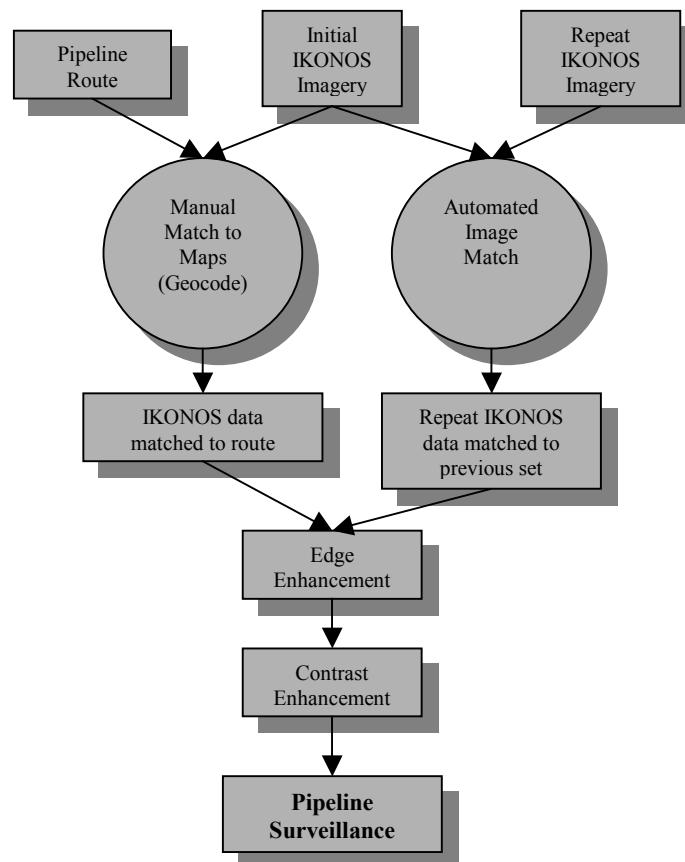 Pipeline
Route
Initial
IKONOS
Imagery
Repeat
IKONOS
Imagery
Manual
Match to
Maps
(Geocode)
Automated
Image
Match
IKONOS data
matched to route
Repeat IKONOS
data matched to
previous set
Edge
Enhancement
Contrast
Enhancement
Pipeline
Surveillance